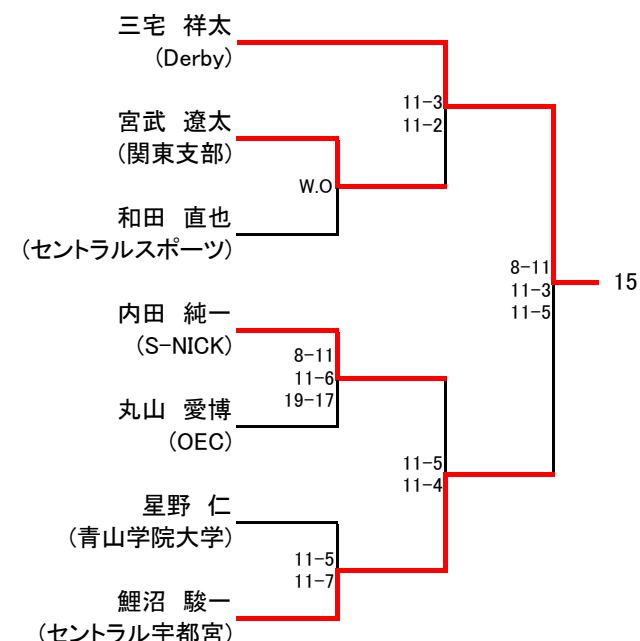 三宅 祥太
(Derby)
11-3
11-2
宮武 遼太
(関東支部)
W.O
和田 直也
(セントラルスポーツ)
8-11
11-3
11-5
15
内田 純一
(S-NICK)
8-11
11-6
19-17
丸山 愛博
(OEC)
11-5
11-4
星野 仁
(青山学院大学)
11-5
11-7
鯉沼 駿一
(セントラル宇都宮)